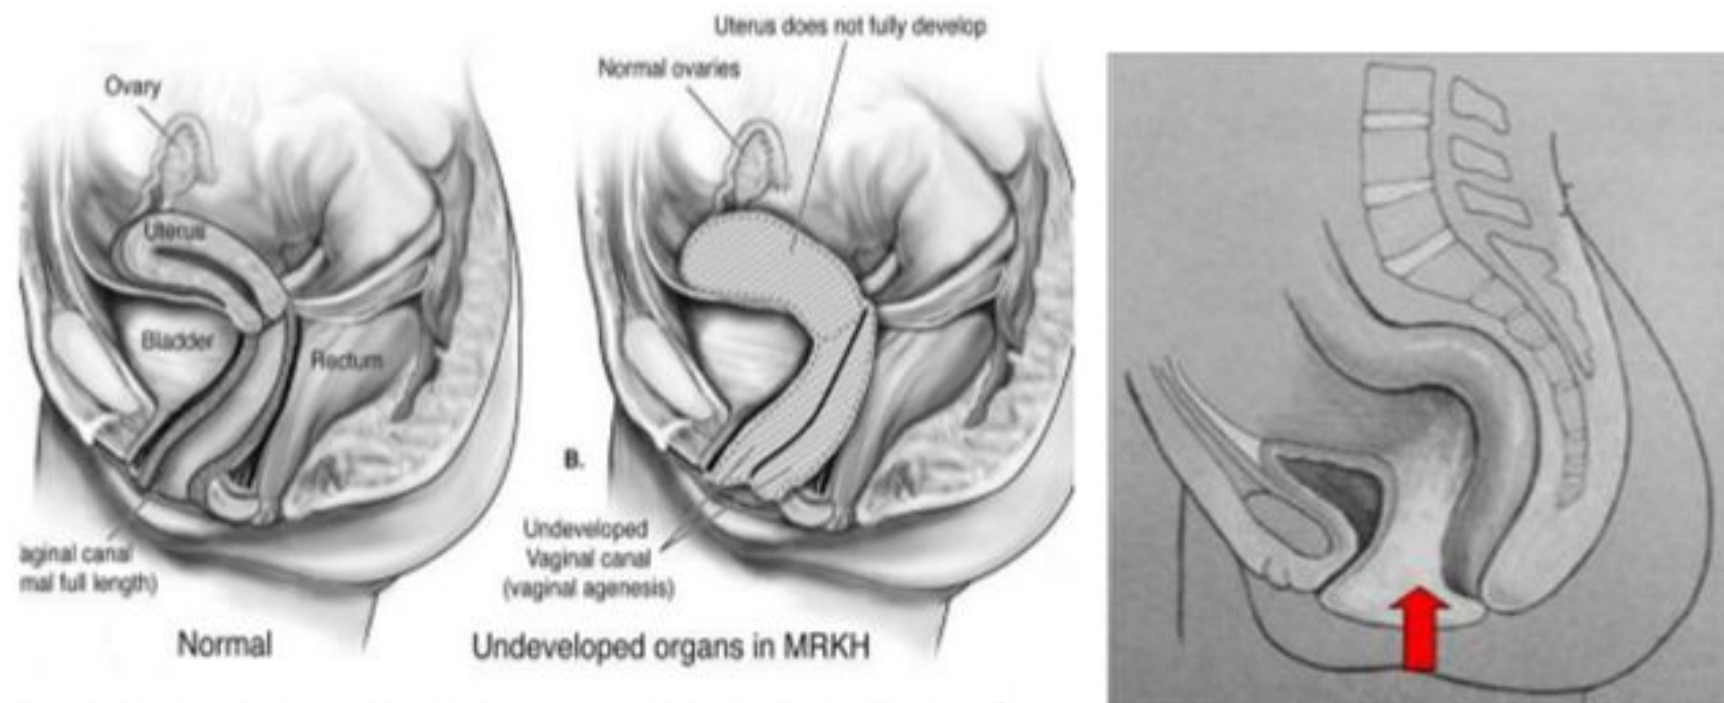 Uterus does not fully develop
Normal ovaries
Ovary
Uterus
Bladder
Rectum
B.
aginal canal
mal full length)
Undeveloped
Vaginal canal
(vaginal agenesis)
Normal
Undeveloped organs in MRKH